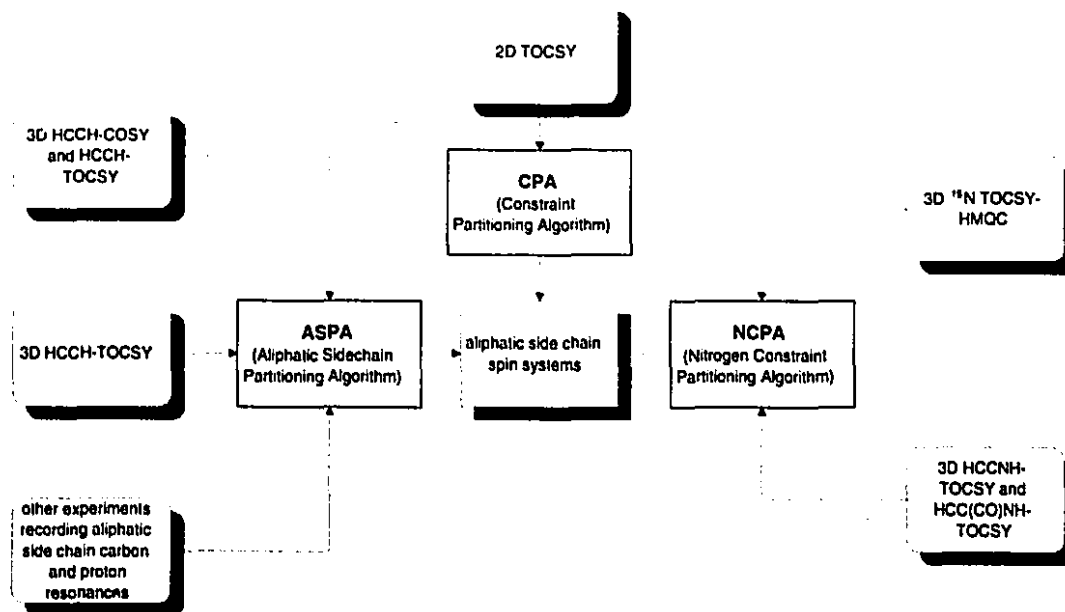 2D TOCSY
3D HCCH-COSY
and HCCH-
TOCSY
CPA
(Constraint
Partitioning Algorithm)
3D ¹⁵N TOCSY-
HMQC
3D HCCH-TOCSY
ASPA
(Aliphatic Sidechain
Partitioning Algorithm)
aliphatic side chain
spin systems
NCPA
(Nitrogen Constraint
Partitioning Algorithm)
other experiments
recording aliphatic
side chain carbon
and proton
resonances
3D HCCNH-
TOCSY and
HCC(CO)NH-
TOCSY